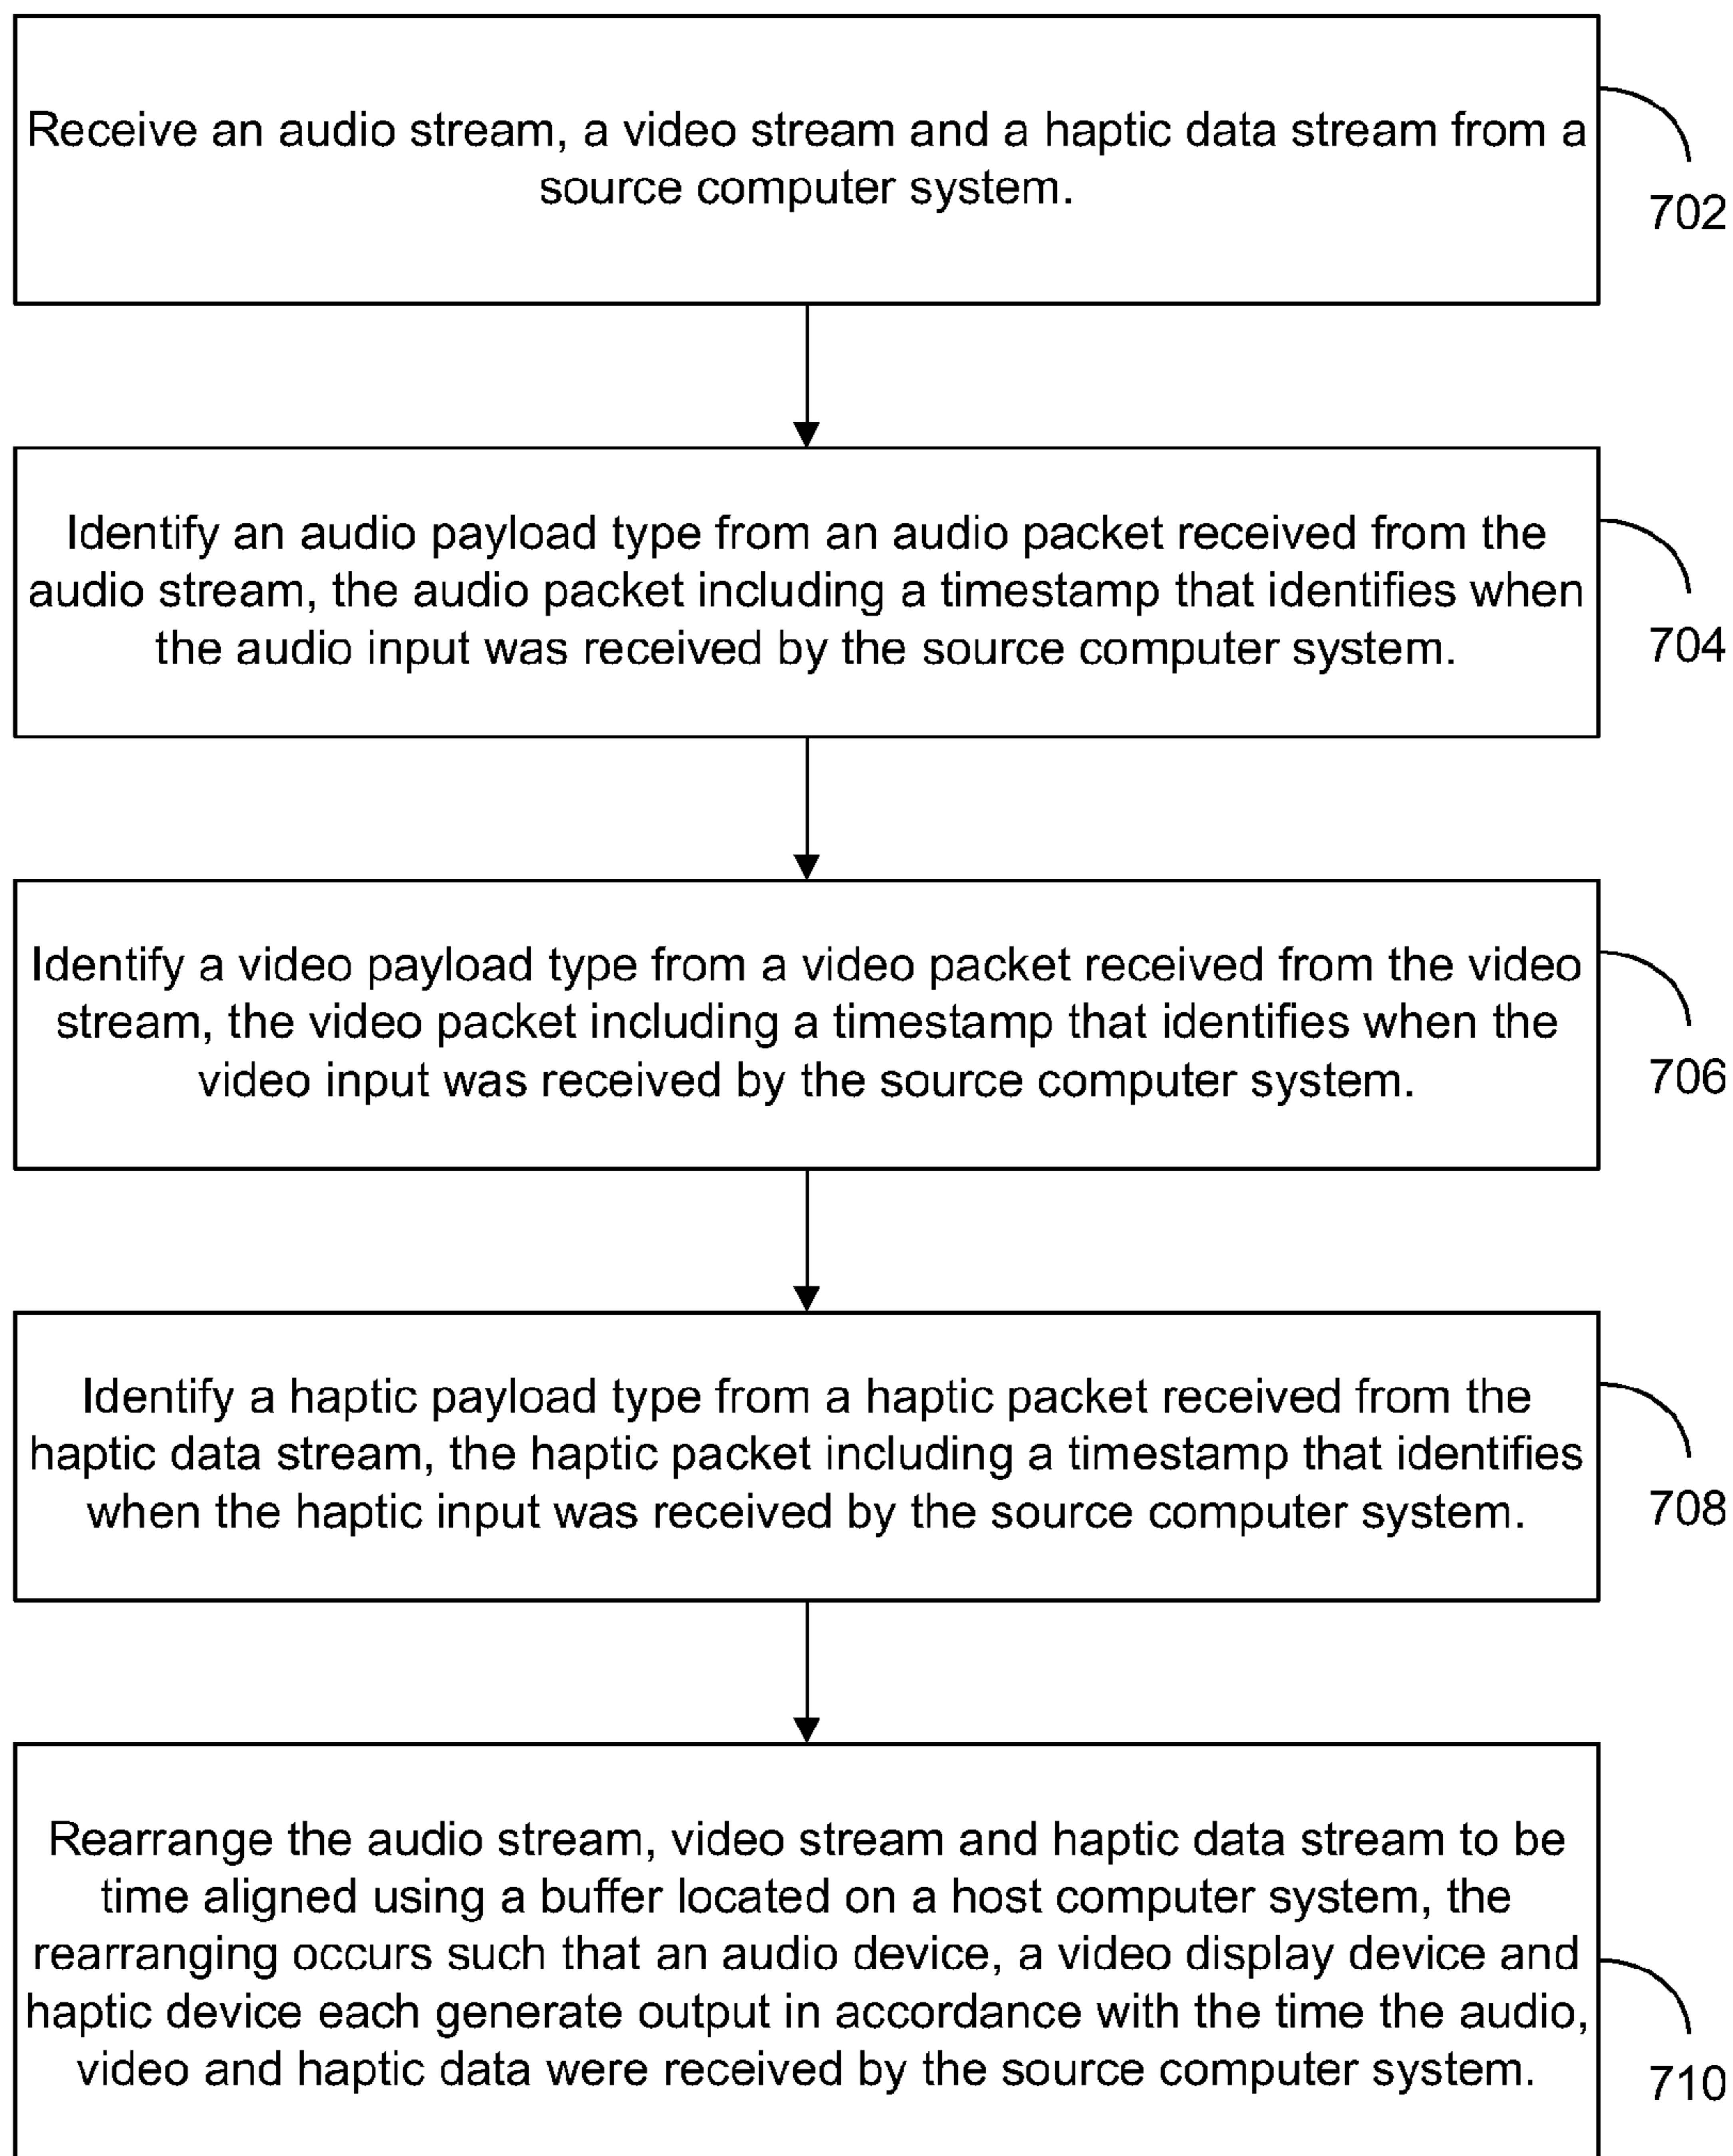 Receive an audio stream, a video stream and a haptic data stream from a
source computer system.
702
Identify an audio payload type from an audio packet received from the
audio stream, the audio packet including a timestamp that identifies when
the audio input was received by the source computer system.
704
Identify a video payload type from a video packet received from the video
stream, the video packet including a timestamp that identifies when the
video input was received by the source computer system.
706
Identify a haptic payload type from a haptic packet received from the
haptic data stream, the haptic packet including a timestamp that identifies
when the haptic input was received by the source computer system.
708
Rearrange the audio stream, video stream and haptic data stream to be
time aligned using a buffer located on a host computer system, the
rearranging occurs such that an audio device, a video display device and
haptic device each generate output in accordance with the time the audio,
video and haptic data were received by the source computer system.
710